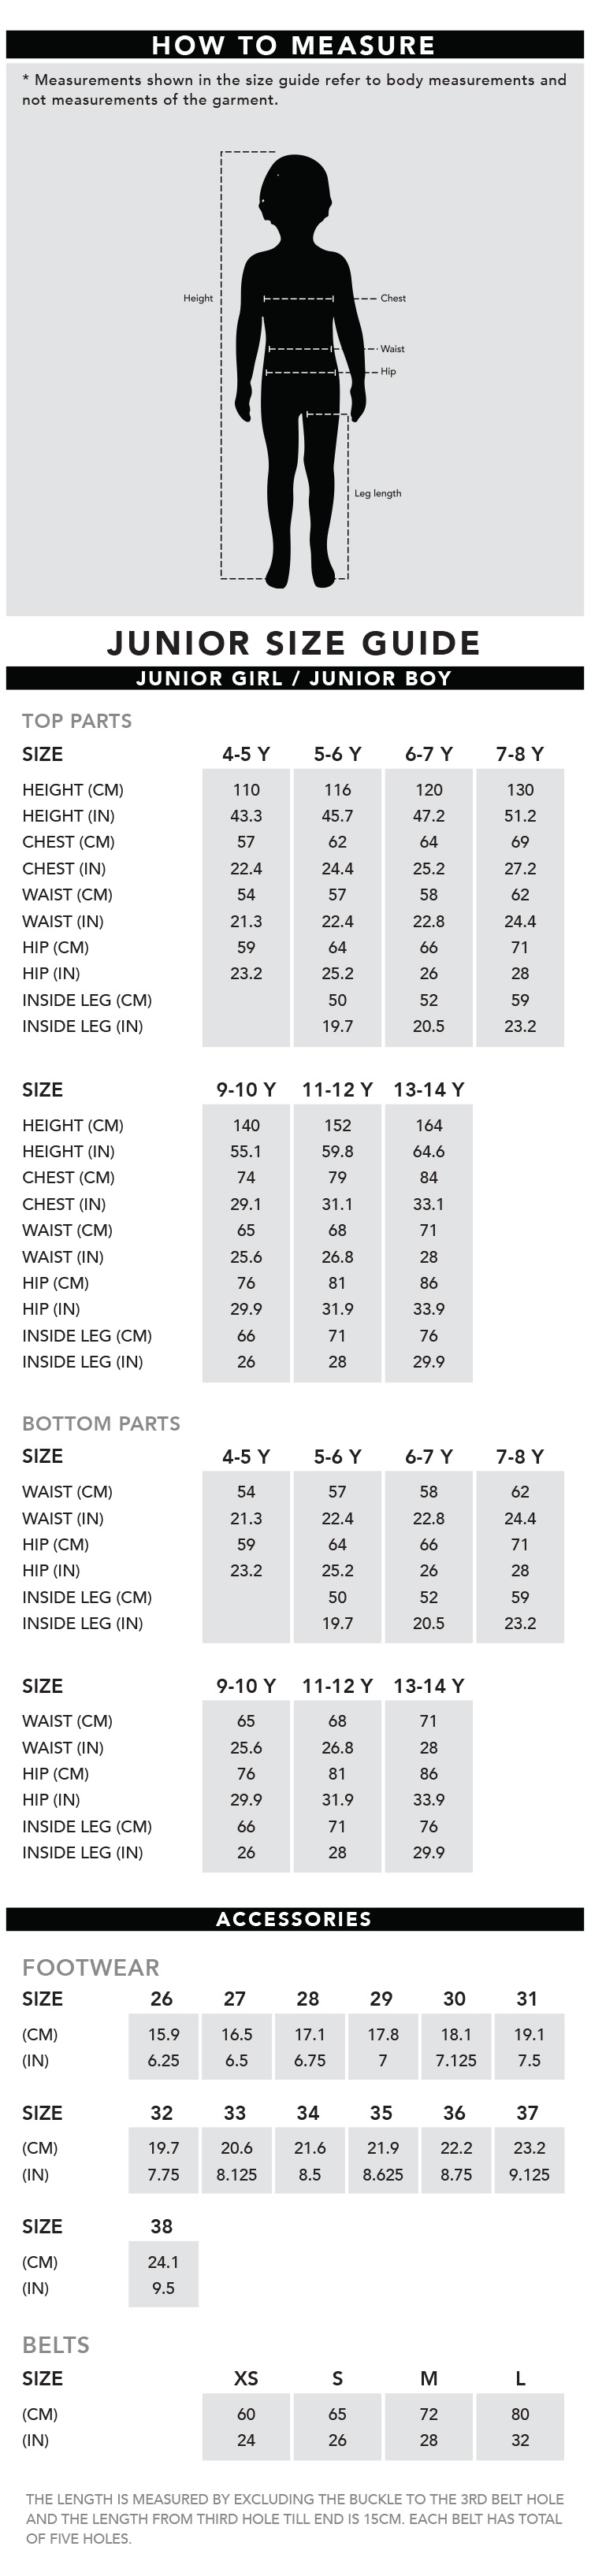 HOW TO MEASURE
* Measurements shown in the size guide refer to body measurements and
not measurements of the garment.
Height
Chest
Waist
Hip
Leg length
JUNIOR SIZE GUIDE
JUNIOR GIRL / JUNIOR BOY
TOP PARTS
SIZE 4-5 Y 5-6 Y 6-7 Y 7-8 Y
HEIGHT (CM) 110 116 120 130
HEIGHT (IN) 43.3 45.7 47.2 51.2
CHEST (CM) 57 62 64 69
CHEST (IN) 22.4 24.4 25.2 27.2
WAIST (CM) 54 57 58 62
WAIST (IN) 21.3 22.4 22.8 24.4
HIP (CM) 59 64 66 71
HIP (IN) 23.2 25.2 26 28
INSIDE LEG (CM) 50 52 59
INSIDE LEG (IN) 19.7 20.5 23.2
SIZE 9-10 Y 11-12 Y 13-14 Y
HEIGHT (CM) 140 152 164
HEIGHT (IN) 55.1 59.8 64.6
CHEST (CM) 74 79 84
CHEST (IN) 29.1 31.1 33.1
WAIST (CM) 65 68 71
WAIST (IN) 25.6 26.8 28
HIP (CM) 76 81 86
HIP (IN) 29.9 31.9 33.9
INSIDE LEG (CM) 66 71 76
INSIDE LEG (IN) 26 28 29.9
BOTTOM PARTS
SIZE 4-5 Y 5-6 Y 6-7 Y 7-8 Y
WAIST (CM) 54 57 58 62
WAIST (IN) 21.3 22.4 22.8 24.4
HIP (CM) 59 64 66 71
HIP (IN) 23.2 25.2 26 28
INSIDE LEG (CM) 50 52 59
INSIDE LEG (IN) 19.7 20.5 23.2
SIZE 9-10 Y 11-12 Y 13-14 Y
WAIST (CM) 65 68 71
WAIST (IN) 25.6 26.8 28
HIP (CM) 76 81 86
HIP (IN) 29.9 31.9 33.9
INSIDE LEG (CM) 66 71 76
INSIDE LEG (IN) 26 28 29.9
ACCESSORIES
FOOTWEAR
SIZE 26 27 28 29 30 31
(CM) 15.9 16.5 17.1 17.8 18.1 19.1
(IN) 6.25 6.5 6.75 7 7.125 7.5
SIZE 32 33 34 35 36 37
(CM) 19.7 20.6 21.6 21.9 22.2 23.2
(IN) 7.75 8.125 8.5 8.625 8.75 9.125
SIZE 38
(CM) 24.1
(IN) 9.5
BELTS
SIZE XS S M L
(CM) 60 65 72 80
(IN) 24 26 28 32
THE LENGTH IS MEASURED BY EXCLUDING THE BUCKLE TO THE 3RD BELT HOLE
AND THE LENGTH FROM THIRD HOLE TILL END IS 15CM. EACH BELT HAS TOTAL
OF FIVE HOLES.